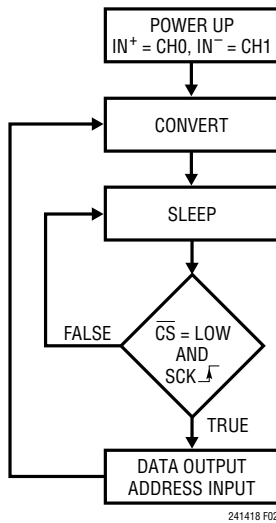 POWER UP
IN⁺ = CH0, IN⁻ = CH1
CONVERT
SLEEP
FALSE
C̅S̅ = LOW
AND
SCK
TRUE
DATA OUTPUT
ADDRESS INPUT
241418 F02